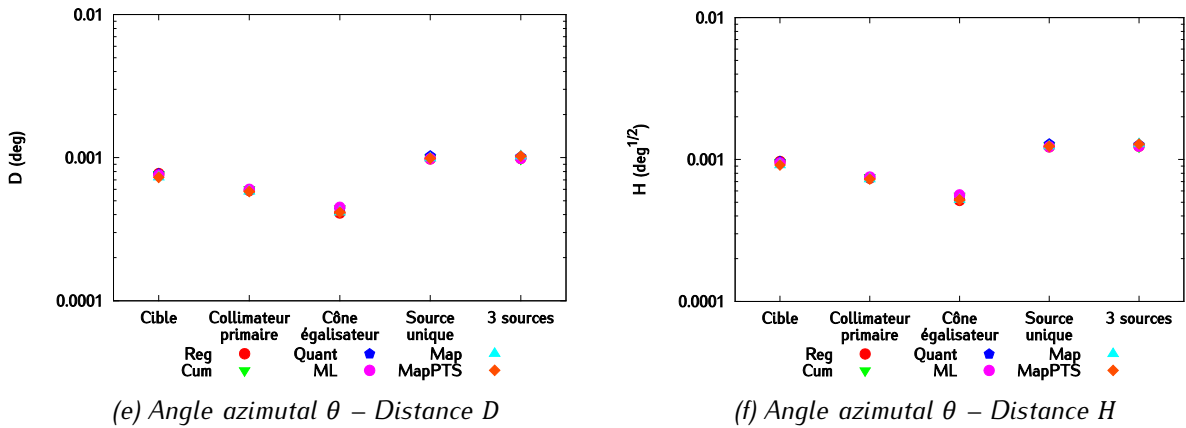 0.01
0.001
0.0001
D (deg)
Cible
Collimateur
primaire
Cône
égalisateur
Source
unique
3 sources
Reg
Quant
Map
Cum
ML
MapPTS
(e) Angle azimutal θ – Distance D
0.01
0.001
0.0001
H (deg1/2)
Cible
Collimateur
primaire
Cône
égalisateur
Source
unique
3 sources
Reg
Quant
Map
Cum
ML
MapPTS
(f) Angle azimutal θ – Distance H